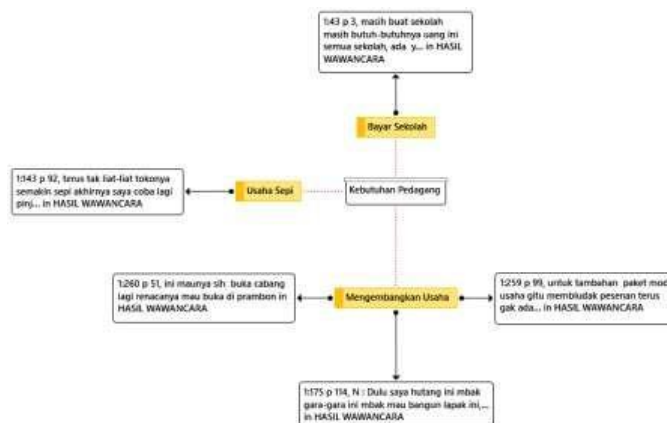 1:43 p 3, masih buat sekolah
masih butuh-butuhnya uang ini
semua sekolah, ada y... in HASIL
WAWANCARA
Bayar Sekolah
1:143 p 92, terus tak liat-liat tokonya
semakin sepi akhirnya saya coba lagi
pinj... in HASIL WAWANCARA
Usaha Sepi
Kebutuhan Pedagang
1:260 p 51, ini maunya sih buka cabang
lagi renacanya mau buka di prambon in
HASIL WAWANCARA
Mengembangkan Usaha
1:259 p 99, untuk tambahan paket mod
usaha gitu membludak pesenan terus
gak ada... in HASIL WAWANCARA
1:175 p 114, N : Dulu saya hutang ini mbak
gara-gara ini mbak mau bangun lapak ini,...
in HASIL WAWANCARA